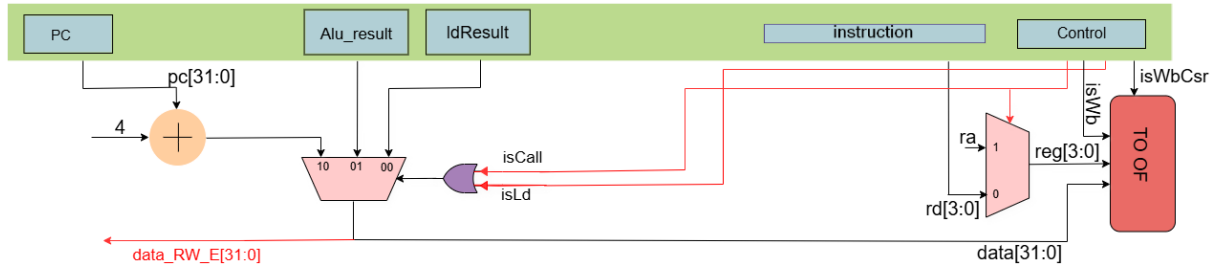 PC
Alu_result
ldResult
instruction
Control
pc[31:0]
isWbCsr
isWb
4
10 01 00
isCall
isLd
ra
1
0
reg[3:0]
rd[3:0]
TO OF
data_RW_E[31:0]
data[31:0]